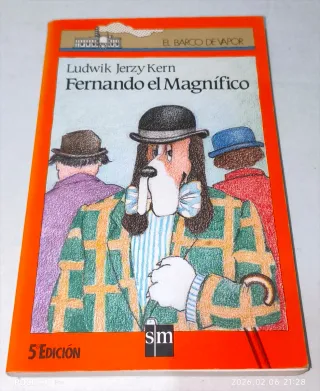 EL BARCO DE VAPOR
Ludwik Jerzy Kern
Fernando el Magnífico
5ª EDICIÓN
sm
2026.02.06 21:28